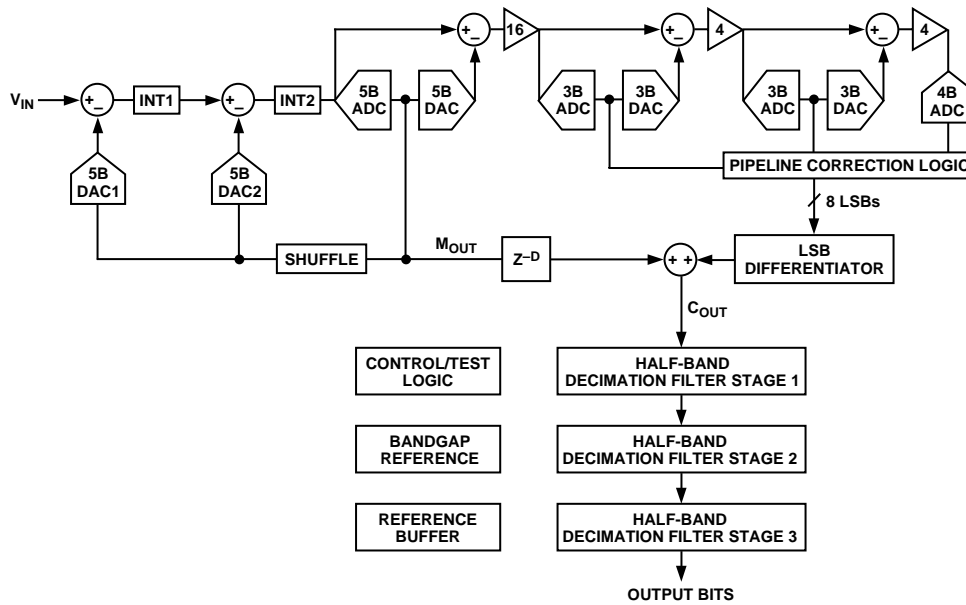 + –
16
+ –
4
+ –
4
V_IN
+ –
INT1
+ –
INT2
5B
ADC
5B
DAC
3B
ADC
3B
DAC
3B
ADC
3B
DAC
4B
ADC
5B
DAC1
5B
DAC2
PIPELINE CORRECTION LOGIC
8 LSBs
SHUFFLE
M_OUT
Z^–D
+ +
LSB
DIFFERENTIATOR
C_OUT
CONTROL/TEST
LOGIC
HALF-BAND
DECIMATION FILTER STAGE 1
BANDGAP
REFERENCE
HALF-BAND
DECIMATION FILTER STAGE 2
REFERENCE
BUFFER
HALF-BAND
DECIMATION FILTER STAGE 3
OUTPUT BITS